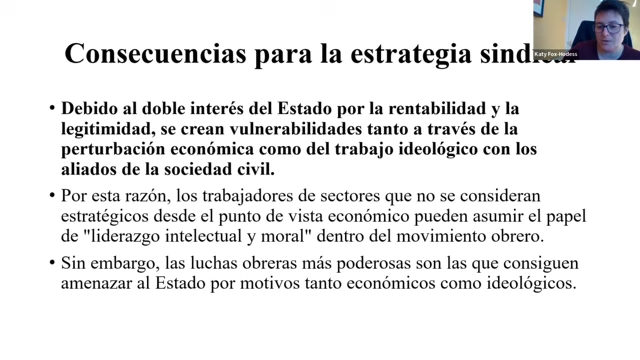 Katy Fox-Hodess
Consecuencias para la estrategia sindical
• Debido al doble interés del Estado por la rentabilidad y la
legitimidad, se crean vulnerabilidades tanto a través de la
perturbación económica como del trabajo ideológico con los
aliados de la sociedad civil.
• Por esta razón, los trabajadores de sectores que no se consideran
estratégicos desde el punto de vista económico pueden asumir el papel
de "liderazgo intelectual y moral" dentro del movimiento obrero.
• Sin embargo, las luchas obreras más poderosas son las que consiguen
amenazar al Estado por motivos tanto económicos como ideológicos.